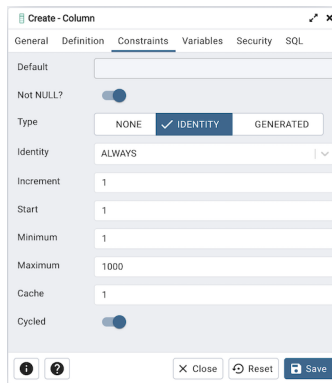 Create - Column
General Definition Constraints Variables Security SQL
Default
Not NULL?
Type NONE IDENTITY GENERATED
Identity ALWAYS
Increment 1
Start 1
Minimum 1
Maximum 1000
Cache 1
Cycled
Close Reset Save